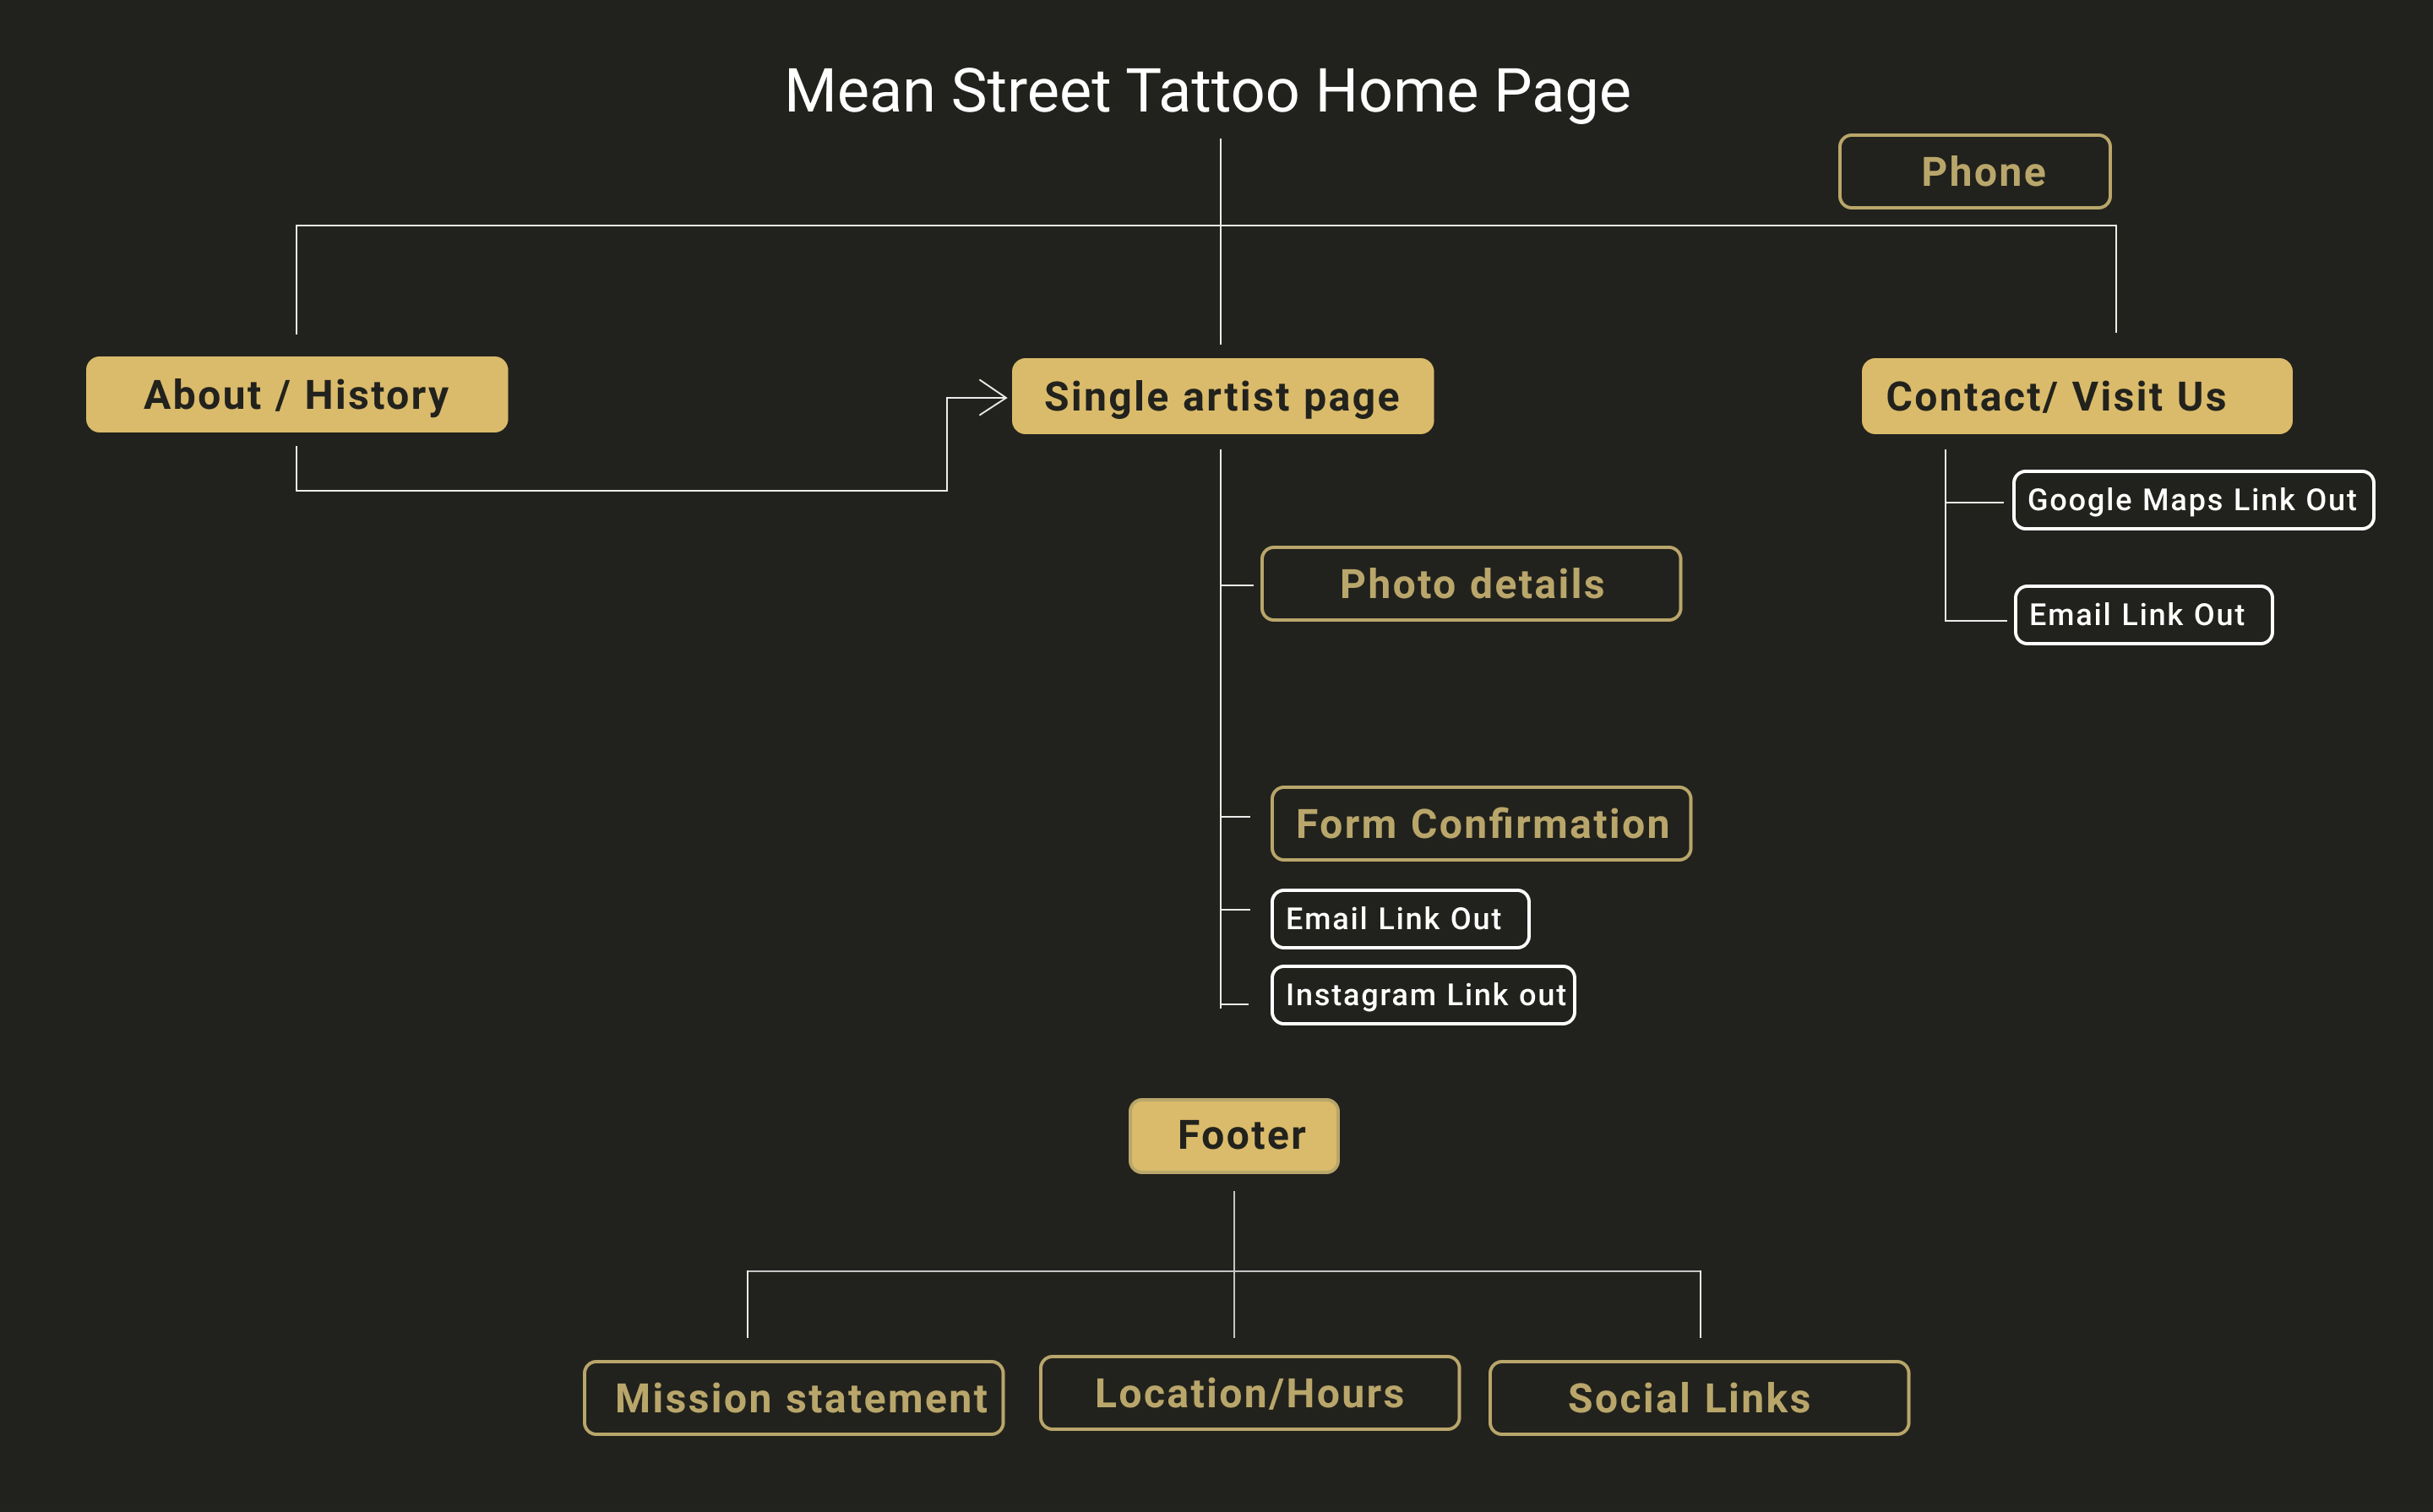 Mean Street Tattoo Home Page
Phone
About / History
Single artist page
Contact/ Visit Us
Google Maps Link Out
Email Link Out
Photo details
Form Confirmation
Email Link Out
Instagram Link out
Footer
Mission statement
Location/Hours
Social Links